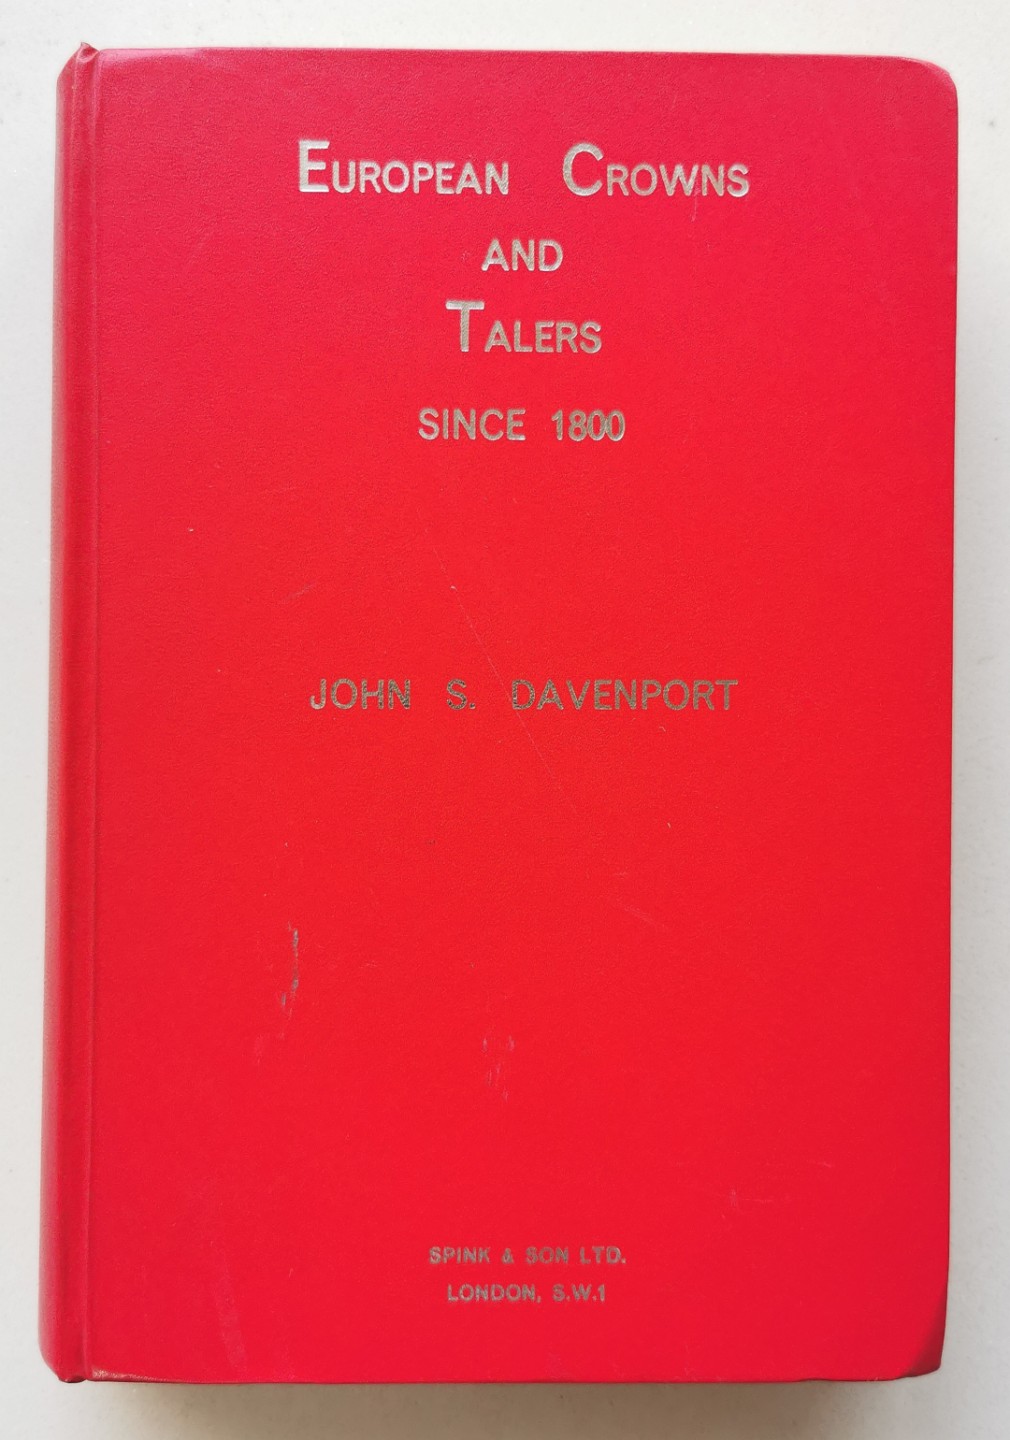 EUROPEAN CROWNS
AND
TALERS
SINCE 1800
JOHN S. DAVENPORT
SPINK & SON LTD.
LONDON, S.W.1